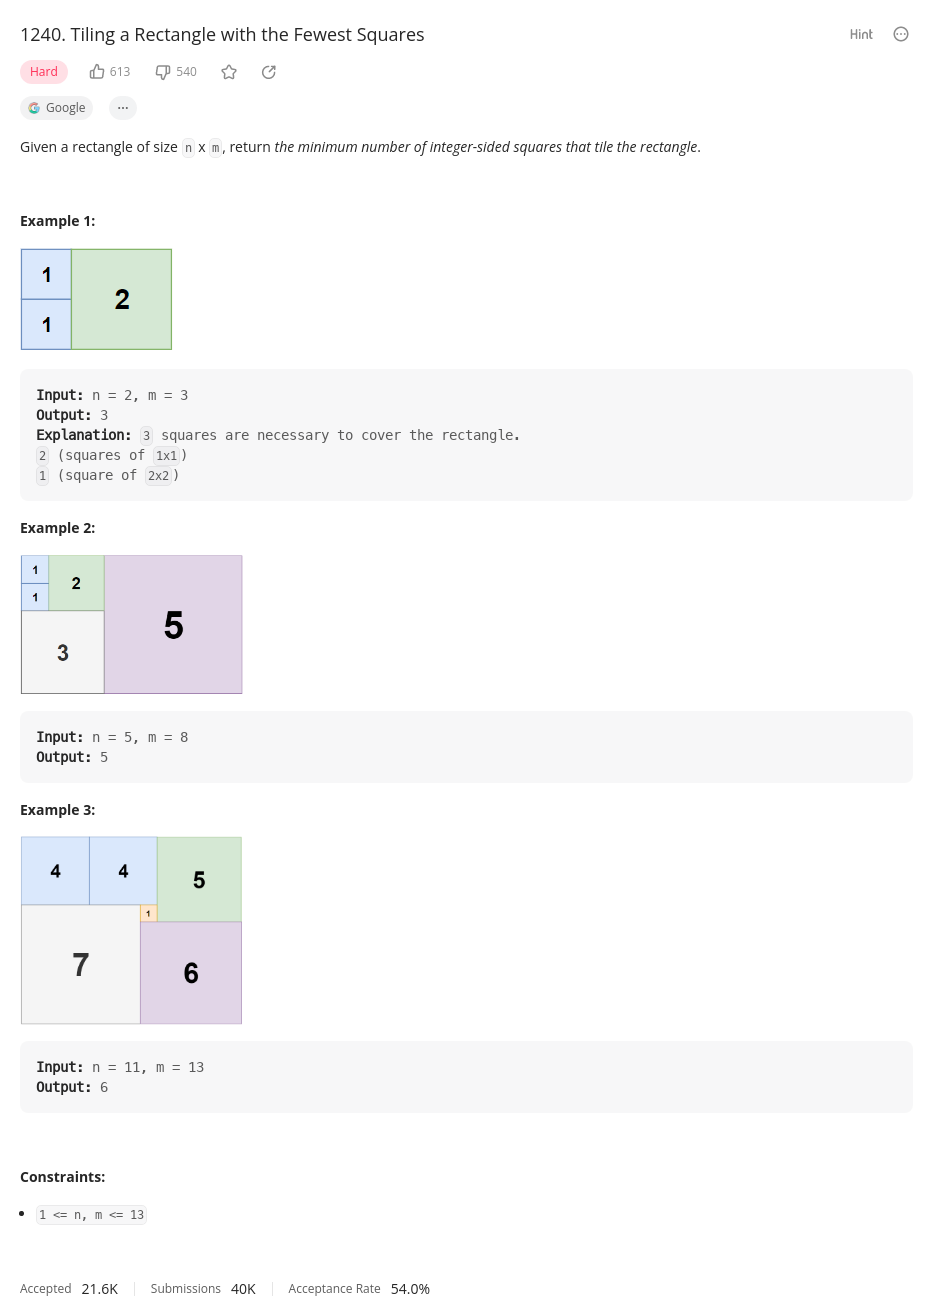 1240. Tiling a Rectangle with the Fewest Squares
Hint
Hard 613 540
Google ...
Given a rectangle of size n x m, return the minimum number of integer-sided squares that tile the rectangle.
Example 1:
1 2
1
Input: n = 2, m = 3
Output: 3
Explanation: 3 squares are necessary to cover the rectangle.
2 (squares of 1x1)
1 (square of 2x2)
Example 2:
1 2 5
1
3
Input: n = 5, m = 8
Output: 5
Example 3:
4 4 5
1
7 6
Input: n = 11, m = 13
Output: 6
Constraints:
• 1 <= n, m <= 13
Accepted 21.6K Submissions 40K Acceptance Rate 54.0%